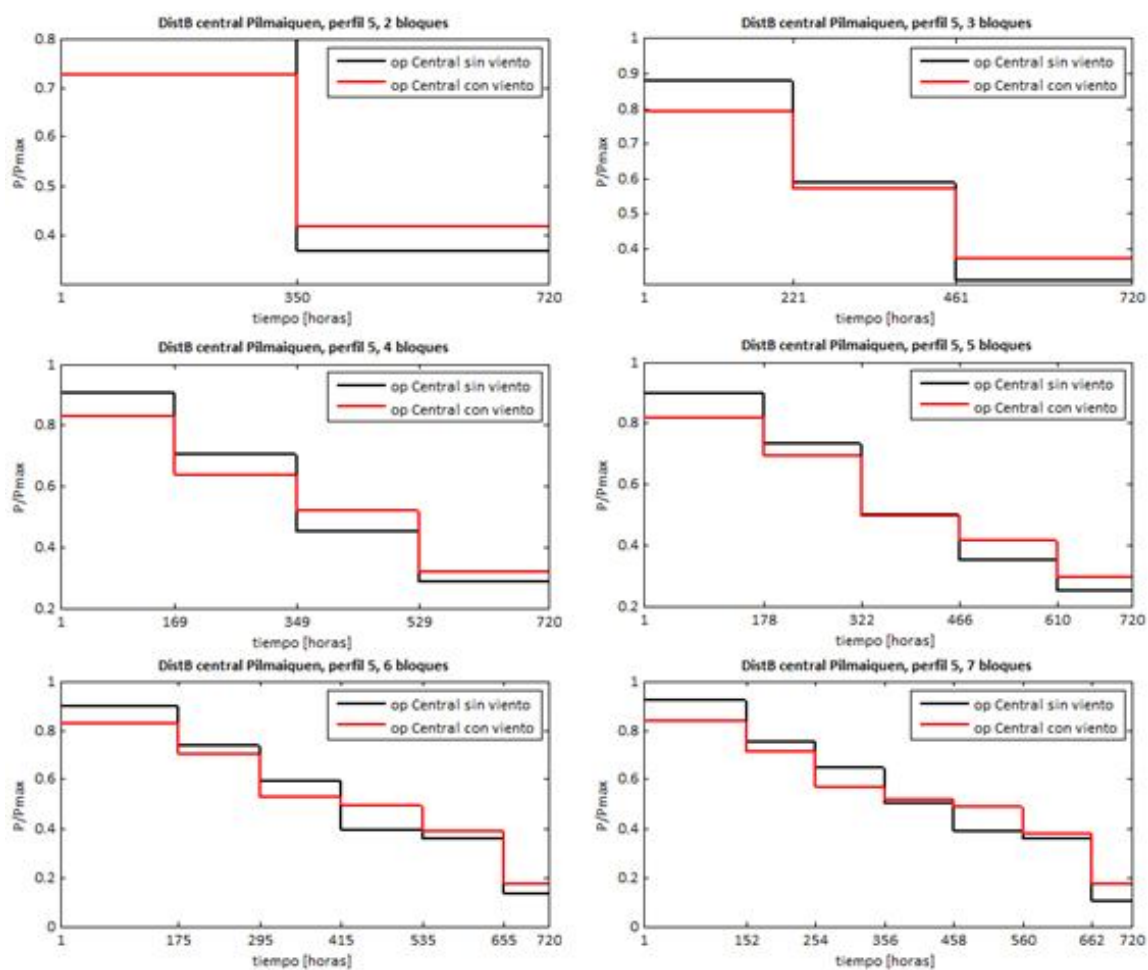 DistB central Pilmaiquen, perfil 5, 2 bloques
0.8
0.7
0.6
0.5
0.4
P/Pmax
op Central sin viento
op Central con viento
1 350 720
tiempo [horas]
DistB central Pilmaiquen, perfil 5, 3 bloques
1
0.9
0.8
0.7
0.6
0.5
0.4
P/Pmax
op Central sin viento
op Central con viento
1 221 461 720
tiempo [horas]
DistB central Pilmaiquen, perfil 5, 4 bloques
1
0.8
0.6
0.4
0.2
P/Pmax
op Central sin viento
op Central con viento
1 169 349 529 720
tiempo [horas]
DistB central Pilmaiquen, perfil 5, 5 bloques
1
0.8
0.6
0.4
0.2
P/Pmax
op Central sin viento
op Central con viento
1 178 322 466 610 720
tiempo [horas]
DistB central Pilmaiquen, perfil 5, 6 bloques
1
0.8
0.6
0.4
0.2
0
P/Pmax
op Central sin viento
op Central con viento
1 175 295 415 535 655 720
tiempo [horas]
DistB central Pilmaiquen, perfil 5, 7 bloques
1
0.8
0.6
0.4
0.2
0
P/Pmax
op Central sin viento
op Central con viento
1 152 254 356 458 560 662 720
tiempo [horas]